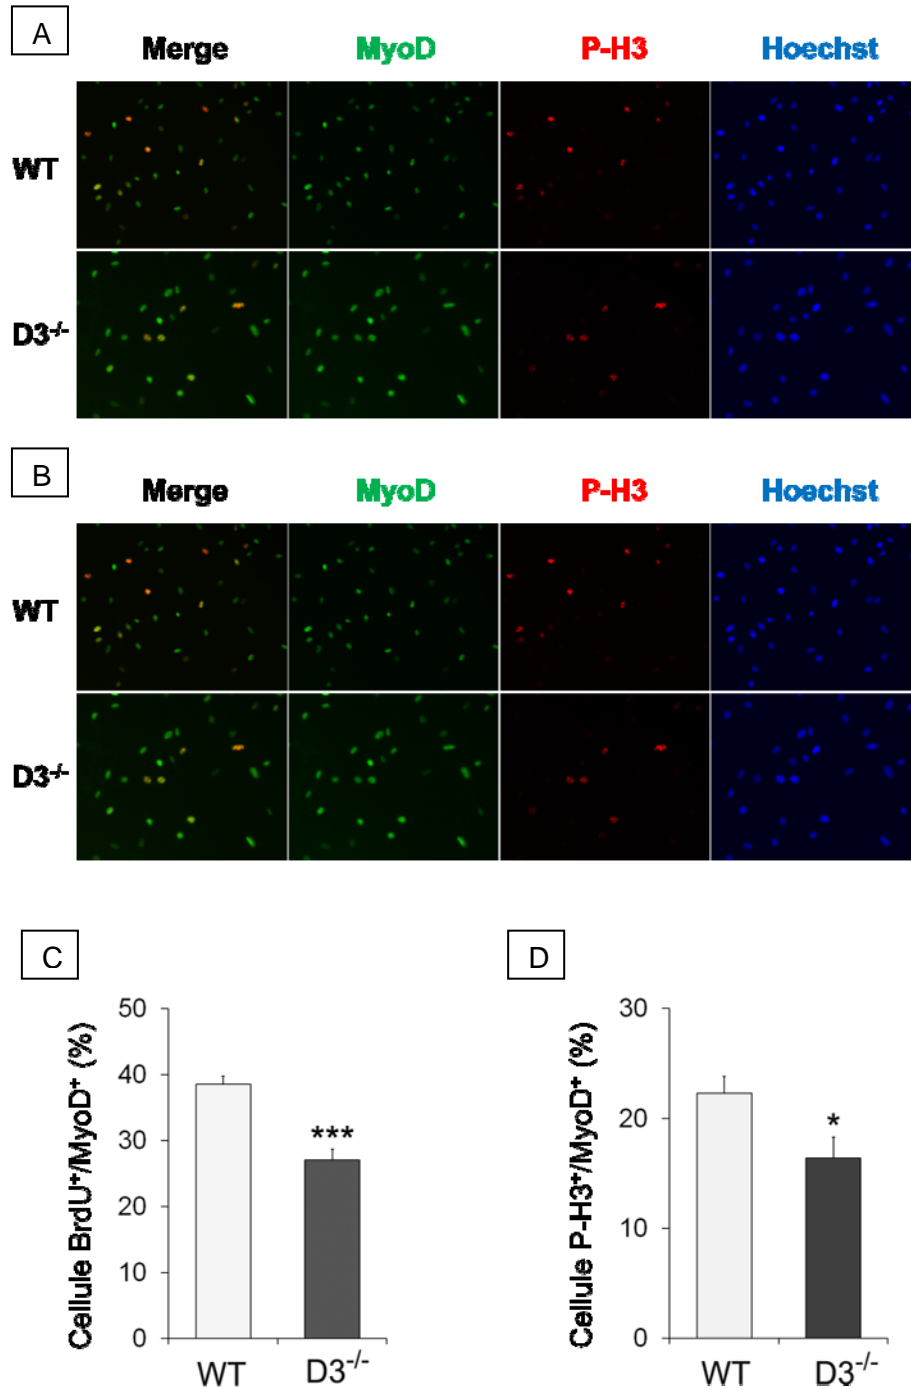 A
Merge MyoD P-H3 Hoechst
WT
D3-/-
B
Merge MyoD P-H3 Hoechst
WT
D3-/-
C
D
Cellule BrdU+/MyoD+ (%)
50
40
30
20
10
0
***
WT D3-/-
Cellule P-H3+/MyoD+ (%)
30
20
10
0
*
WT D3-/-